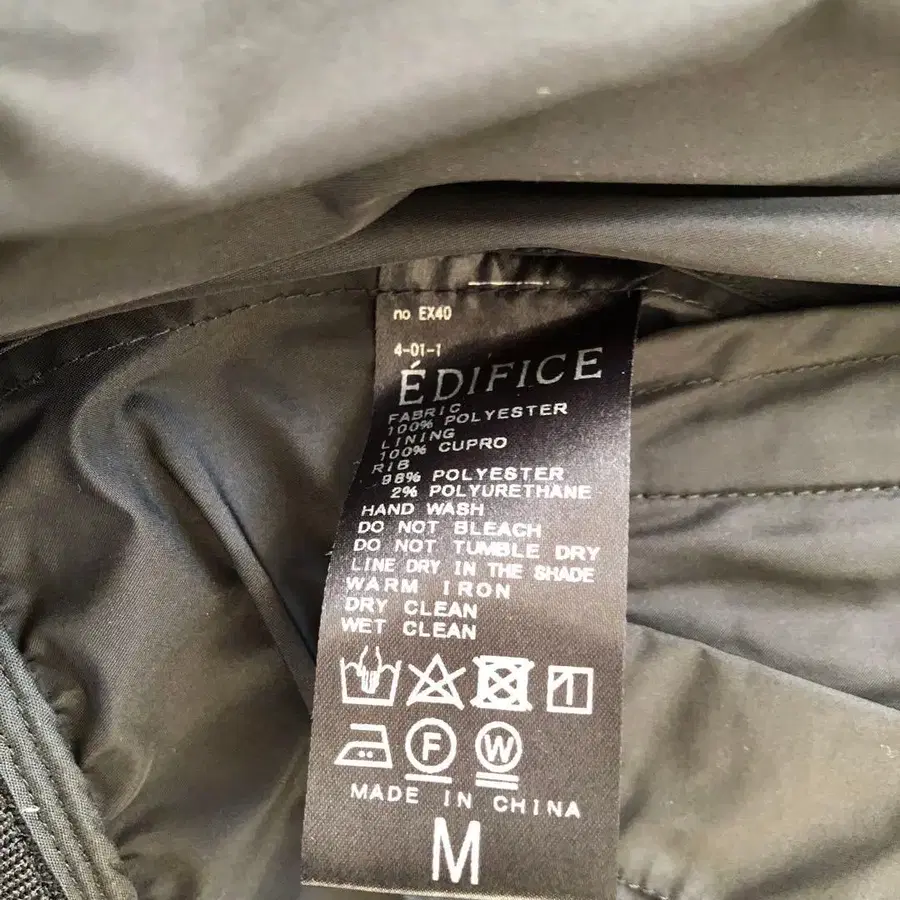 no EX40
4-01-1
ÉDIFICE
FABRIC
100% POLYESTER
LINING
100% CUPRO
RIB
98% POLYESTER
2% POLYURETHANE
HAND WASH
DO NOT BLEACH
DO NOT TUMBLE DRY
LINE DRY IN THE SHADE
WARM IRON
DRY CLEAN
WET CLEAN
F W
MADE IN CHINA
M